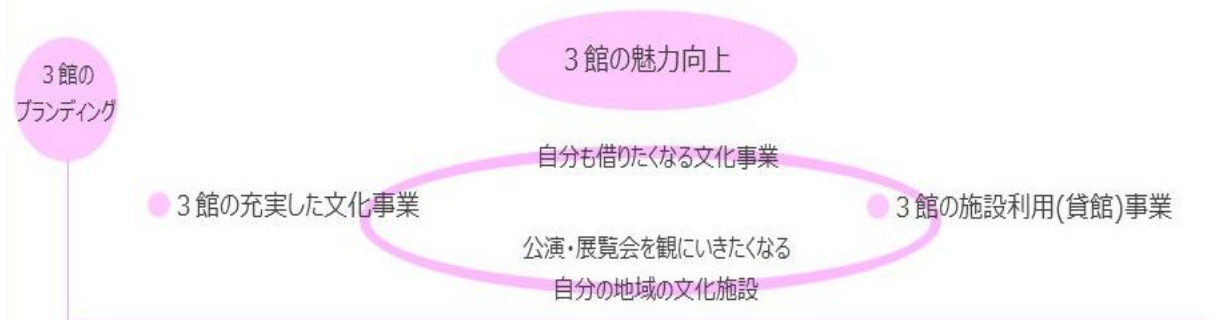 3館の魅力向上
3館の
ブランディング
自分も借りたくなる文化事業
3館の充実した文化事業
3館の施設利用(貸館)事業
公演・展覧会を観にいきたくなる
自分の地域の文化施設